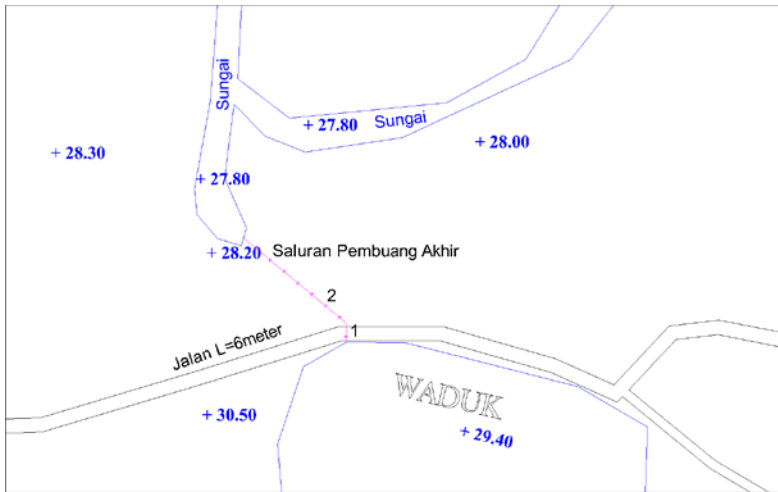 Sungai
+ 27.80
Sungai
+ 28.00
+ 28.30
+ 27.80
+ 28.20
Saluran Pembuang Akhir
2
1
Jalan L=6meter
WADUK
+ 30.50
+ 29.40